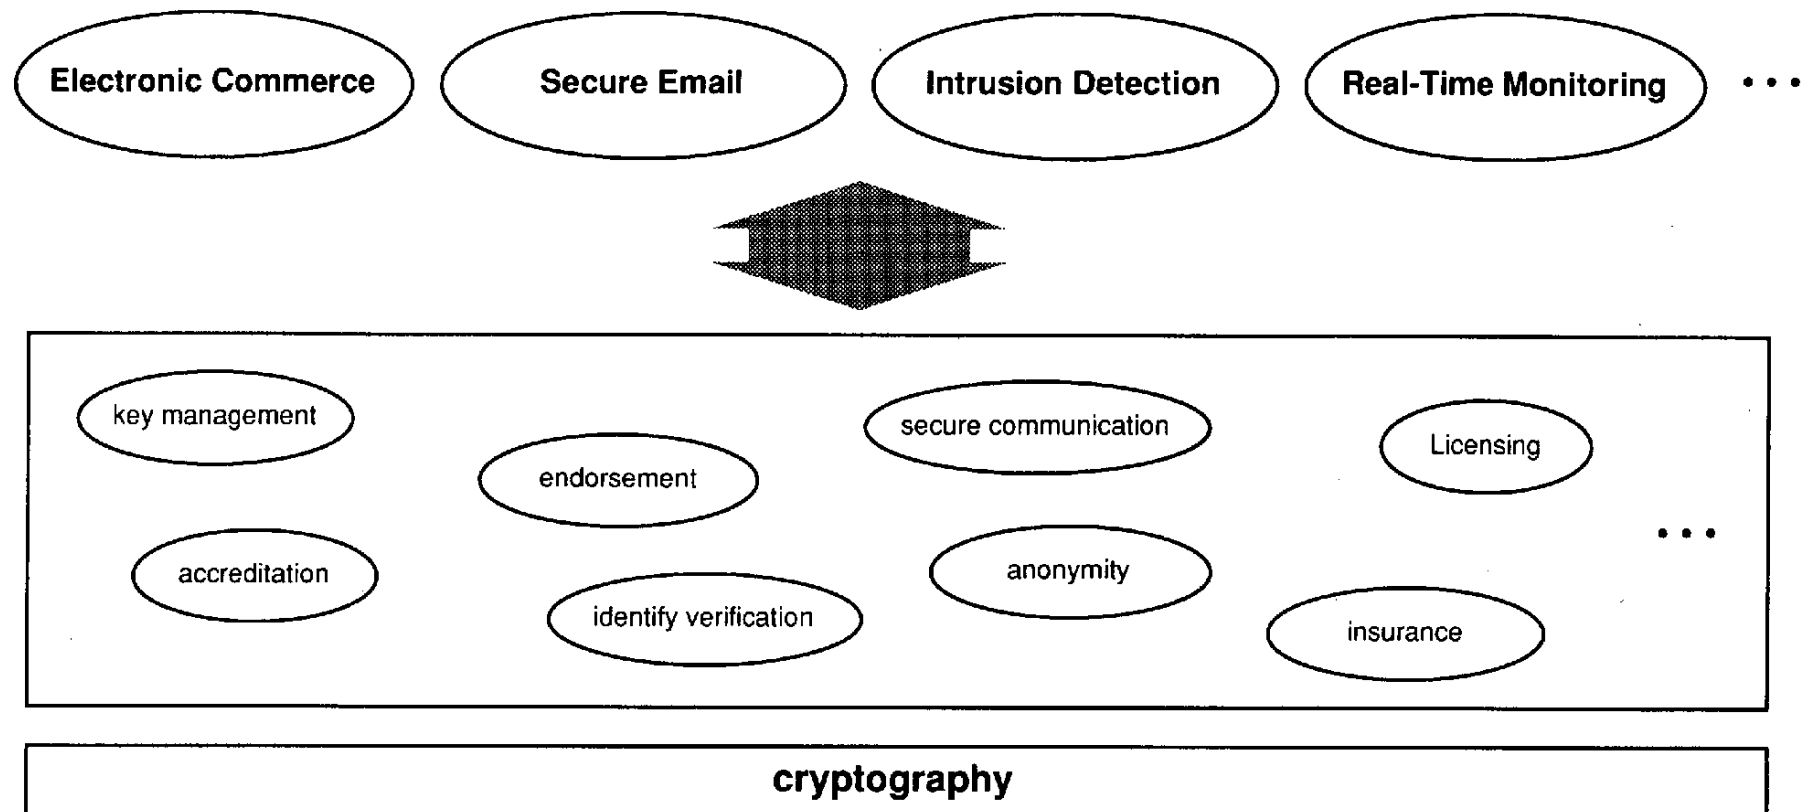 Electronic Commerce
Secure Email
Intrusion Detection
Real-Time Monitoring
...
key management
endorsement
secure communication
Licensing
...
accreditation
identify verification
anonymity
insurance
cryptography